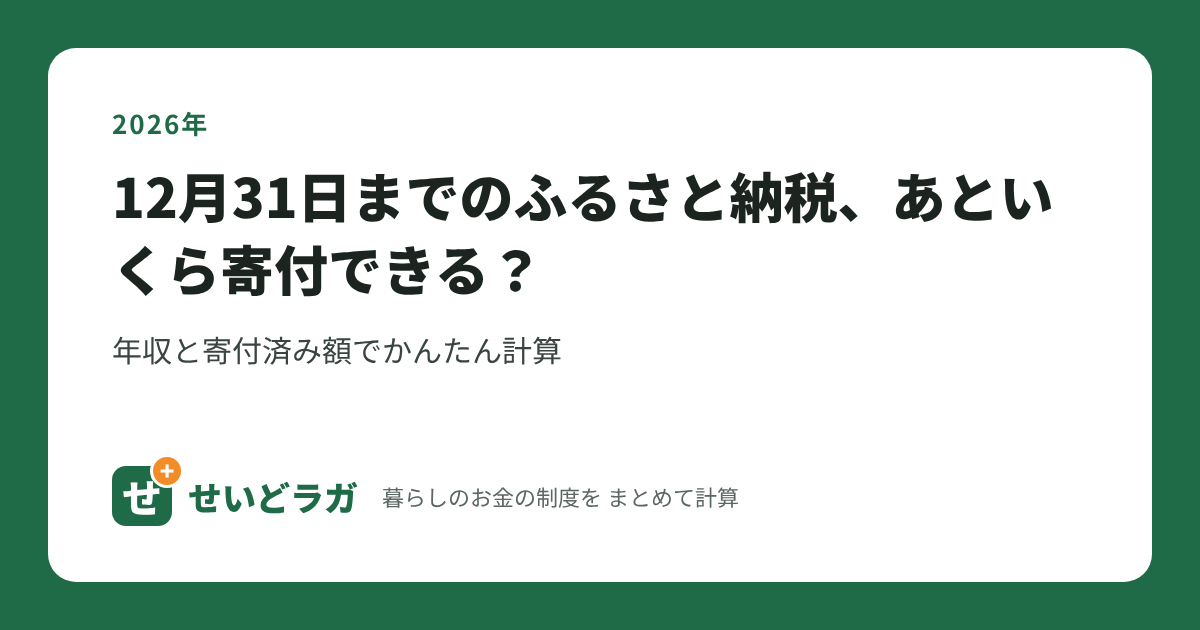 2026年
12月31日までのふるさと納税、あとい
くら寄付できる？
年収と寄付済み額でかんたん計算
せ
+
せいどラガ
暮らしのお金の制度を まとめて計算